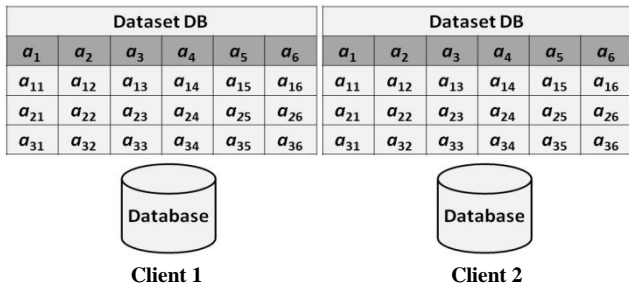 Dataset DB Dataset DB
a1 a2 a3 a4 a5 a6 a1 a2 a3 a4 a5 a6
a11 a12 a13 a14 a15 a16 a11 a12 a13 a14 a15 a16
a21 a22 a23 a24 a25 a26 a21 a22 a23 a24 a25 a26
a31 a32 a33 a34 a35 a36 a31 a32 a33 a34 a35 a36
Database Database
Client 1 Client 2